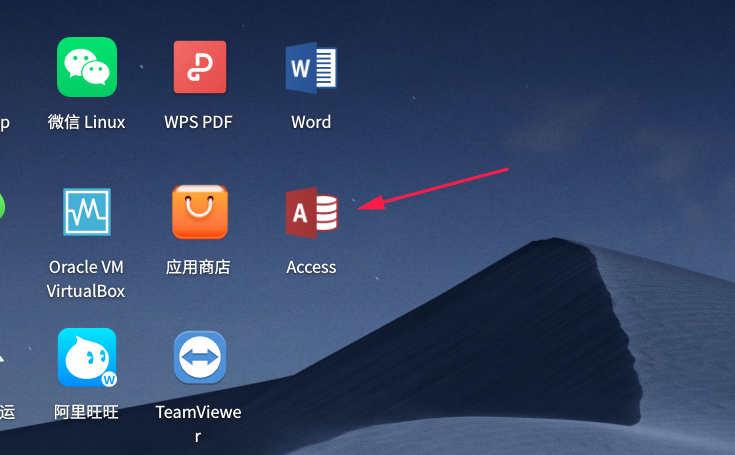 p
微信 Linux
WPS PDF
Word
W
Oracle VM
VirtualBox
应用商店
A
Access
运
阿里旺旺
W
TeamViewe
r